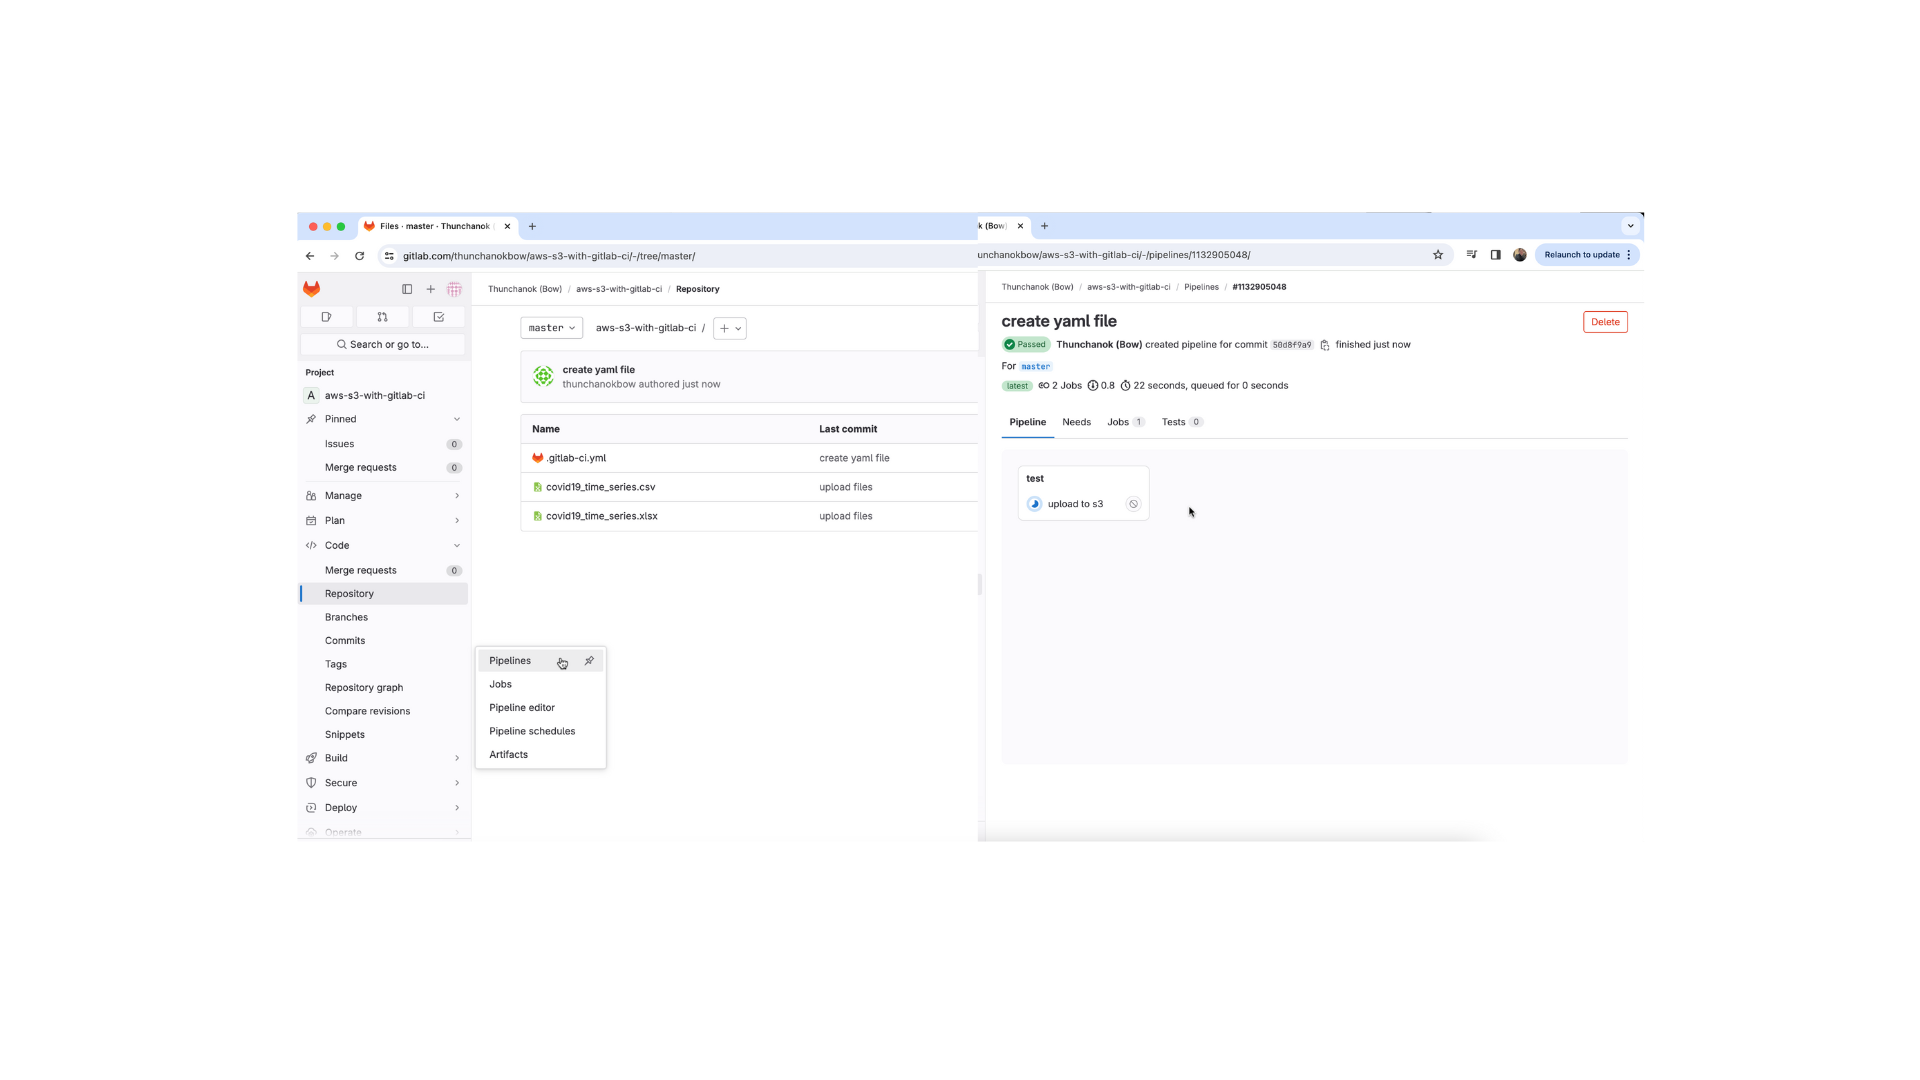 Files · master · Thunchanok
gitlab.com/thunchanokbow/aws-s3-with-gitlab-ci/-/tree/master/
Search or go to...
Project
A aws-s3-with-gitlab-ci
Pinned
Issues 0
Merge requests 0
Manage
Plan
Code
Merge requests 0
Repository
Branches
Commits
Tags
Repository graph
Compare revisions
Snippets
Build
Secure
Deploy
Operate
Thunchanok (Bow) / aws-s3-with-gitlab-ci / Repository
master aws-s3-with-gitlab-ci /
create yaml file
thunchanokbow authored just now
Name Last commit
.gitlab-ci.yml create yaml file
covid19_time_series.csv upload files
covid19_time_series.xlsx upload files
Pipelines
Jobs
Pipeline editor
Pipeline schedules
Artifacts
k (Bow)
unchanokbow/aws-s3-with-gitlab-ci/-/pipelines/1132905048/
Relaunch to update
Thunchanok (Bow) / aws-s3-with-gitlab-ci / Pipelines / #1132905048
create yaml file
Delete
Passed Thunchanok (Bow) created pipeline for commit 50d8f9a9 finished just now
For master
latest 2 Jobs 0.8 22 seconds, queued for 0 seconds
Pipeline Needs Jobs 1 Tests 0
test
upload to s3